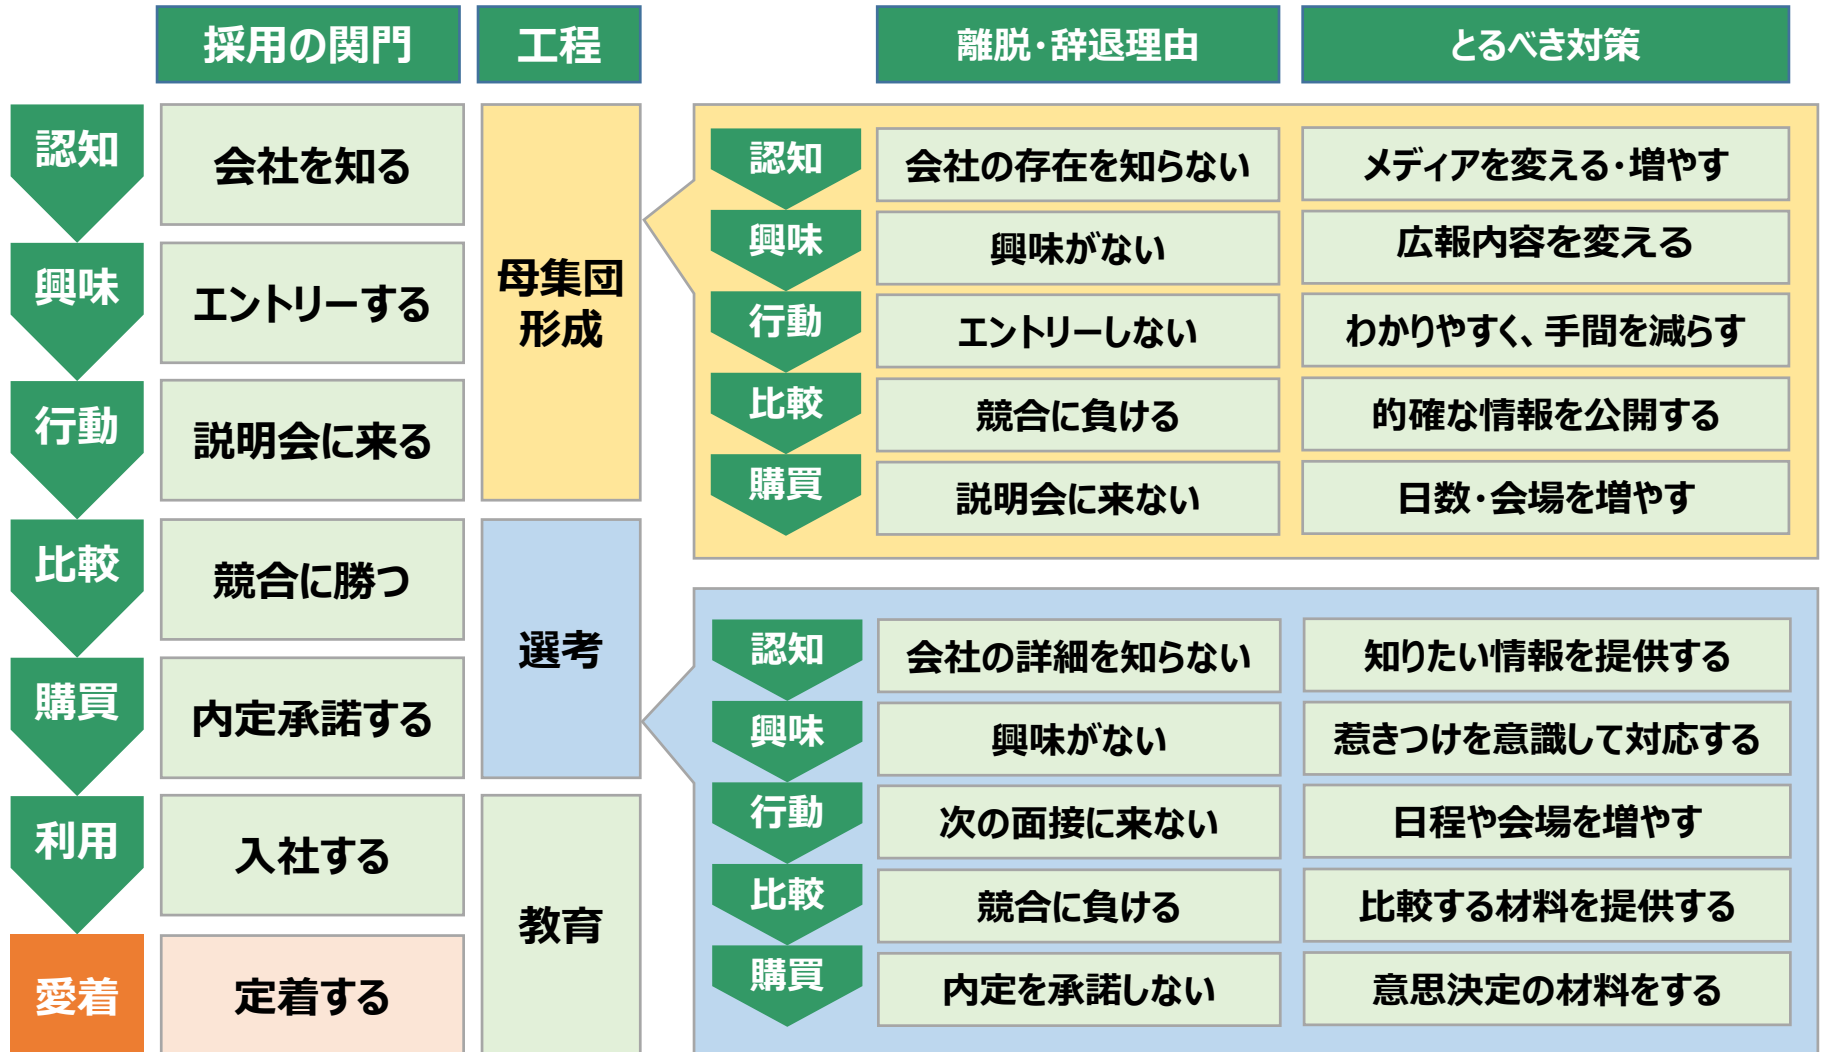 採用の関門
工程
離脱・辞退理由
とるべき対策
認知
会社を知る
興味
エントリーする
行動
説明会に来る
母集団
形成
比較
競合に勝つ
購買
内定承諾する
選考
利用
入社する
愛着
定着する
教育
認知
会社の存在を知らない
メディアを変える・増やす
興味
興味がない
広報内容を変える
行動
エントリーしない
わかりやすく、手間を減らす
比較
競合に負ける
的確な情報を公開する
購買
説明会に来ない
日数・会場を増やす
認知
会社の詳細を知らない
知りたい情報を提供する
興味
興味がない
惹きつけを意識して対応する
行動
次の面接に来ない
日程や会場を増やす
比較
競合に負ける
比較する材料を提供する
購買
内定を承諾しない
意思決定の材料をする